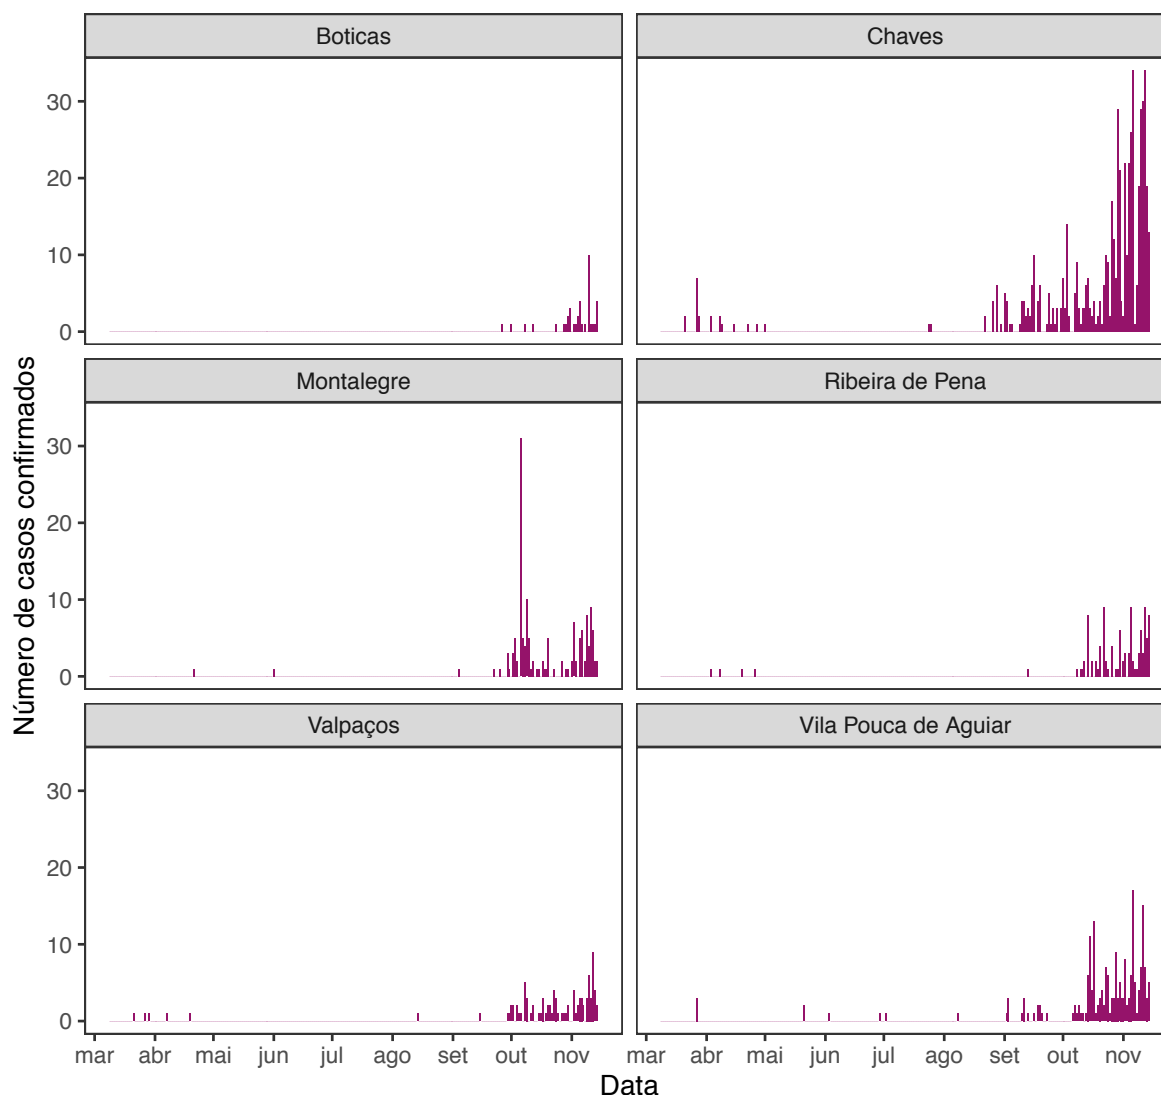 Boticas
Chaves
30
20
10
0
Montalegre
Ribeira de Pena
30
20
10
0
Valpaços
Vila Pouca de Aguiar
30
20
10
0
mar abr mai jun jul ago set out nov
mar abr mai jun jul ago set out nov
Data
Número de casos confirmados